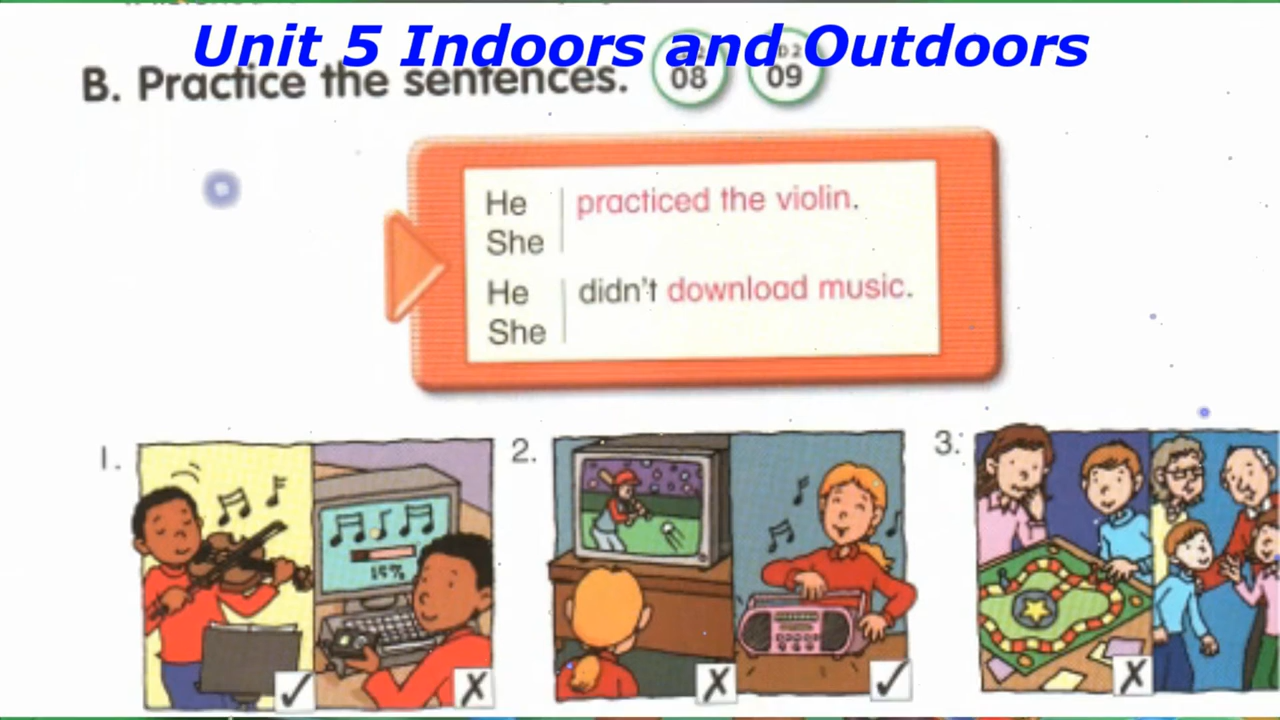 Unit 5 Indoors and Outdoors
B. Practice the sentences. 08 09
He practiced the violin.
She
He didn't download music.
She
1. 2. 3.
15%